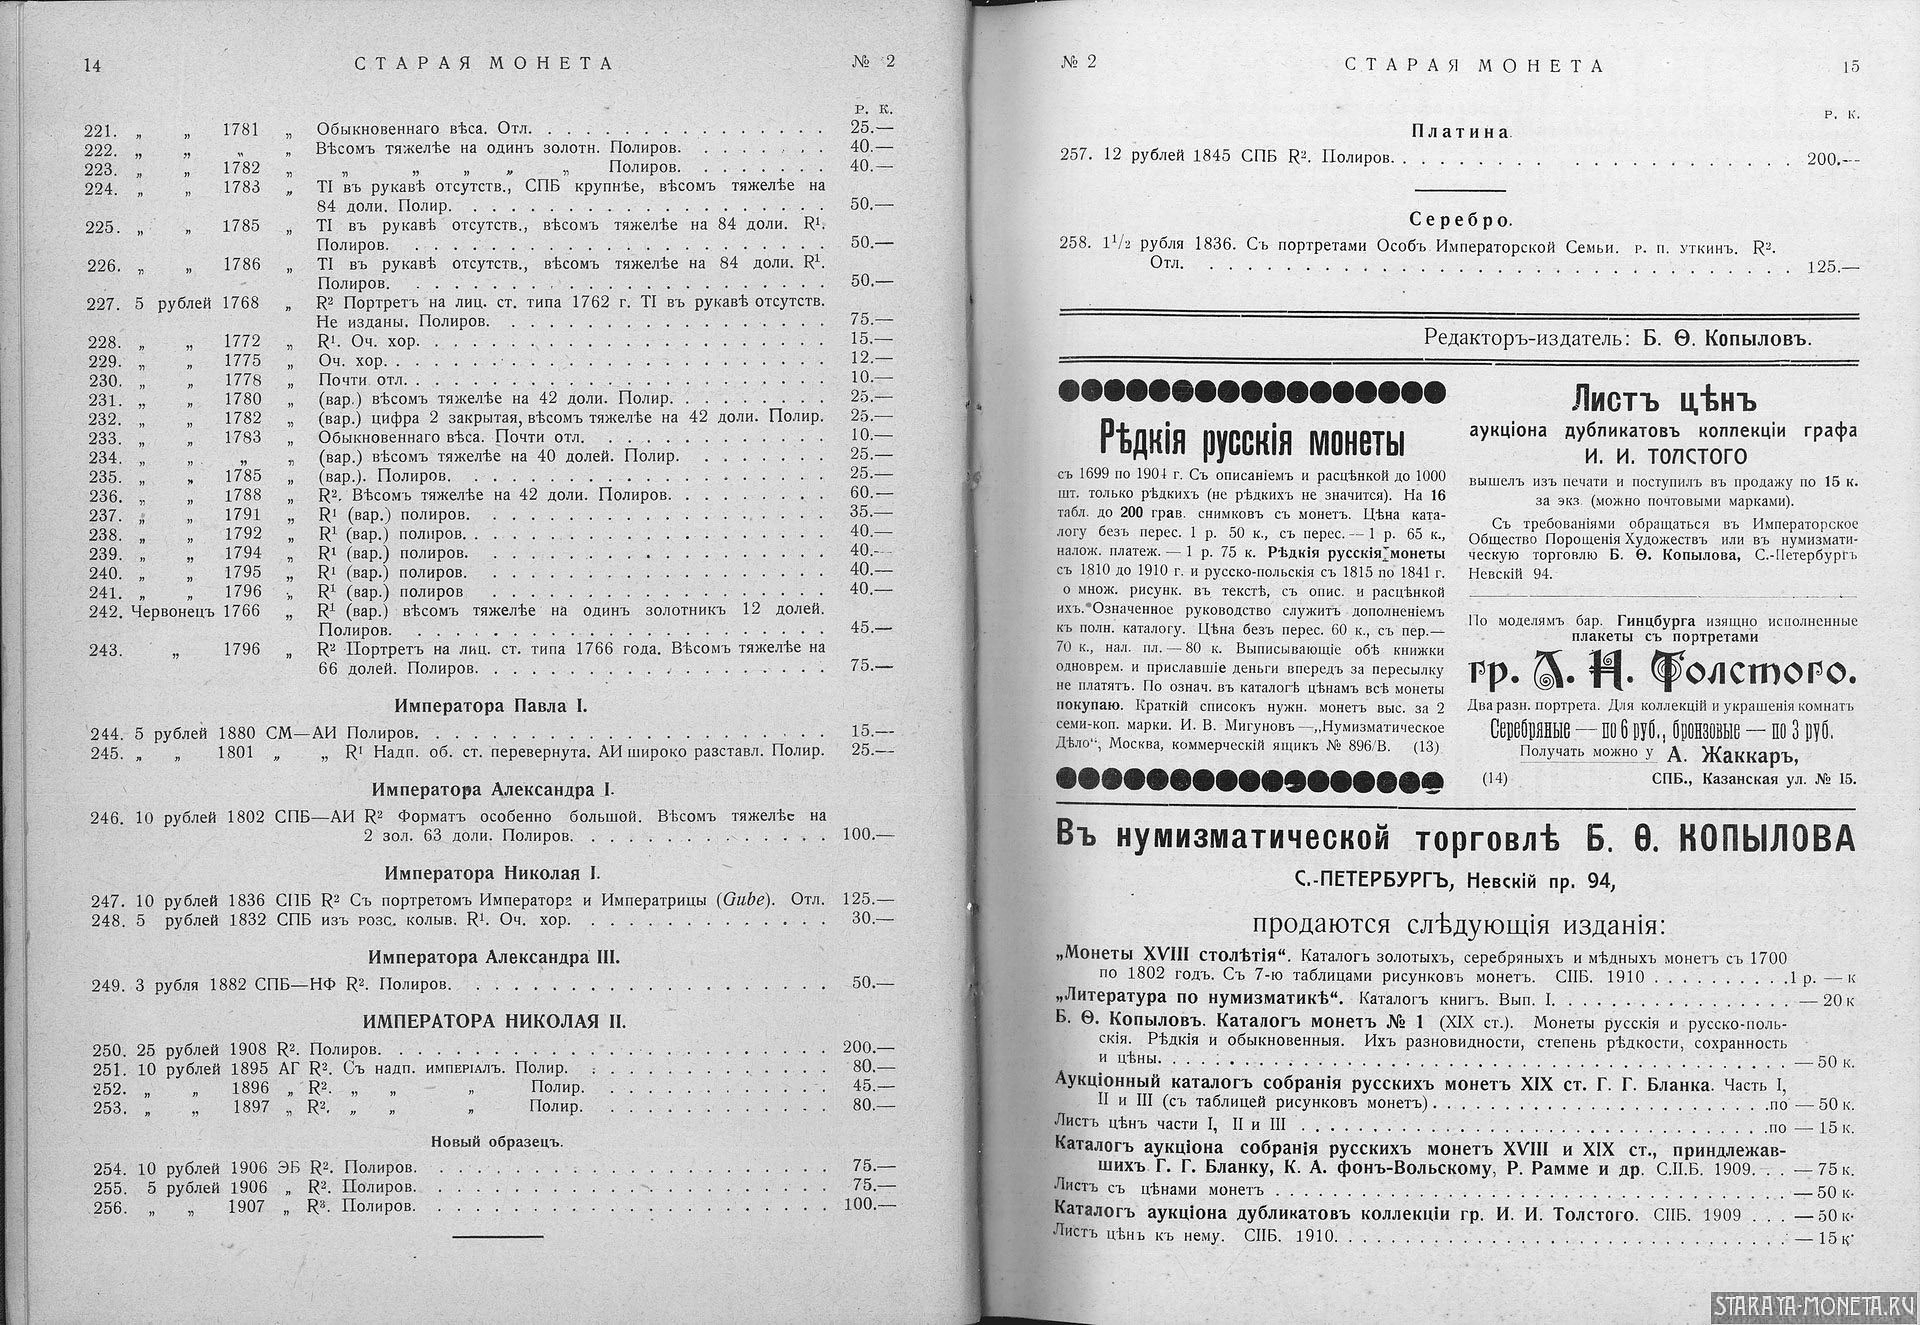 14 СТАРАЯ МОНЕТА № 2
Р. К.
221. „ „ 1781 „ Обыкновеннаго вѣса. Отл. 25.—
222. „ „ „ „ Вѣсомъ тяжелѣе на одинъ золотн. Полиров. 40.—
223. „ „ 1782 „ „ „ „ „ „ Полиров. 40.—
224. „ „ 1783 „ TI въ рукавѣ отсутств., СПБ крупнѣе, вѣсомъ тяжелѣе на
84 доли. Полир. 50.—
225. „ „ 1785 „ TI въ рукавѣ отсутств., вѣсомъ тяжелѣе на 84 доли. R¹.
Полиров. 50.—
226. „ „ 1786 „ TI въ рукавѣ отсутств., вѣсомъ тяжелѣе на 84 доли. R¹.
Полиров. 50.—
227. 5 рублей 1768 „ R² Портретъ на лиц. ст. типа 1762 г. TI въ рукавѣ отсутств.
Не изданы. Полиров. 75.—
228. „ „ 1772 „ R¹. Оч. хор. 15.—
229. „ „ 1775 „ Оч. хор. 12.—
230. „ „ 1778 „ Почти отл. 10.—
231. „ „ 1780 „ (вар.) вѣсомъ тяжелѣе на 42 доли. Полир. 25.—
232. „ „ 1782 „ (вар.) цифра 2 закрытая, вѣсомъ тяжелѣе на 42 доли. Полир. 25.—
233. „ „ 1783 „ Обыкновеннаго вѣса. Почти отл. 10.—
234. „ „ „ „ (вар.) вѣсомъ тяжелѣе на 40 долей. Полир. 25.—
235. „ „ 1785 „ (вар.). Полиров. 25.—
236. „ „ 1788 „ R². Вѣсомъ тяжелѣе на 42 доли. Полиров. 60.—
237. „ „ 1791 „ R¹ (вар.) полиров. 35.—
238. „ „ 1792 „ R¹ (вар.) полиров. 40.—
239. „ „ 1794 „ R¹ (вар.) полиров. 40.—
240. „ „ 1795 „ R¹ (вар.) полиров. 40.—
241. „ „ 1796 „ R¹ (вар.) полиров 40.—
242. Червонецъ 1766 „ R¹ (вар.) вѣсомъ тяжелѣе на одинъ золотникъ 12 долей.
Полиров. 45.—
243. „ 1796 „ R² Портретъ на лиц. ст. типа 1766 года. Вѣсомъ тяжелѣе на
66 долей. Полиров. 75.—
Императора Павла I.
244. 5 рублей 1880 СМ—АИ Полиров. 15.—
245. „ „ 1801 „ „ R¹ Надп. об. ст. перевернута. АИ широко разставл. Полир. 25.—
Императора Александра I.
246. 10 рублей 1802 СПБ—АИ R² Форматъ особенно большой. Вѣсомъ тяжелѣе на
2 зол. 63 доли. Полиров. 100.—
Императора Николая I.
247. 10 рублей 1836 СПБ R² Съ портретомъ Императора и Императрицы (Gube). Отл. 125.—
248. 5 рублей 1832 СПБ изъ розс. колыв. R¹. Оч. хор. 30.—
Императора Александра III.
249. 3 рубля 1882 СПБ—НФ R². Полиров. 50.—
ИМПЕРАТОРА НИКОЛАЯ II.
250. 25 рублей 1908 R². Полиров. 200.—
251. 10 рублей 1895 АГ R². Съ надп. империалъ. Полир. 80.—
252. „ „ 1896 „ R². „ „ „ Полир. 45.—
253. „ „ 1897 „ R². „ „ „ Полир. 80.—
Новый образецъ.
254. 10 рублей 1906 ЭБ R². Полиров. 75.—
255. 5 рублей 1906 „ R². Полиров. 75.—
256. „ „ 1907 „ R³. Полиров. 100.—
№ 2 СТАРАЯ МОНЕТА 15
Р. К.
Платина.
257. 12 рублей 1845 СПБ R². Полиров. 200.—
Серебро.
258. 1½ рубля 1836. Съ портретами Особъ Императорской Семьи. р. п. уткинъ. R².
Отл. 125.—
Редакторъ-издатель: Б. Ѳ. Копыловъ.
Рѣдкія русскія монеты
съ 1699 по 1904 г. Съ описаніемъ и расцѣнкой до 1000
шт. только рѣдкихъ (не рѣдкихъ не значится). На 16
табл. до 200 грав. снимковъ съ монетъ. Цѣна ката-
логу безъ перес. 1 р. 50 к., съ перес. — 1 р. 65 к.,
налож. платеж. — 1 р. 75 к. Рѣдкія русскія монеты
съ 1810 до 1910 г. и русско-польскія съ 1815 по 1841 г.
о множ. рисунк. въ текстѣ, съ опис. и расцѣнкой
ихъ. Означенное руководство служитъ дополненіемъ
къ полн. каталогу. Цѣна безъ перес. 60 к., съ пер.—
70 к., нал. пл. — 80 к. Выписывающіе обѣ книжки
одноврем. и приславшіе деньги впередъ за пересылку
не платятъ. По означ. въ каталогѣ цѣнамъ всѣ монеты
покупаю. Краткій списокъ нужн. монетъ выс. за 2
семи-коп. марки. И. В. Мигуновъ—„Нумизматическое
Дѣло“, Москва, коммерческій ящикъ № 896/В. (13)
Листъ цѣнъ
аукціона дубликатовъ коллекціи графа
И. И. ТОЛСТОГО
вышелъ изъ печати и поступилъ въ продажу по 15 к.
за экз. (можно почтовыми марками).
Съ требованіями обращаться въ Императорское
Общество Порощенія Художествъ или въ нумизмати-
ческую торговлю Б. Ѳ. Копылова, С.-Петербургъ
Невскій 94.
По моделямъ бар. Гинцбурга изящно исполненные
плакеты съ портретами
гр. Л. Н. Толстого.
Два разн. портрета. Для коллекцій и украшенія комнатъ
Серебряные — по 6 руб., бронзовые — по 3 руб.
Получать можно у А. Жаккаръ,
(14) СПБ., Казанская ул. № 15.
Въ нумизматической торговлѣ Б. Ѳ. КОПЫЛОВА
С.-ПЕТЕРБУРГЪ, Невскій пр. 94,
продаются слѣдующія изданія:
„Монеты XVIII столѣтія“. Каталогъ золотыхъ, серебряныхъ и мѣдныхъ монетъ съ 1700
по 1802 годъ. Съ 7-ю таблицами рисунковъ монетъ. СПБ. 1910 1 р. — к
„Литература по нумизматикѣ“. Каталогъ книгъ. Вып. I. — 20 к
Б. Ѳ. Копыловъ. Каталогъ монетъ № 1 (XIX ст.). Монеты русскія и русско-поль-
скія. Рѣдкія и обыкновенныя. Ихъ разновидности, степень рѣдкости, сохранность
и цѣны. — 50 к.
Аукціонный каталогъ собранія русскихъ монетъ XIX ст. Г. Г. Бланка. Часть I,
II и III (съ таблицей рисунковъ монетъ) по — 50 к.
Листъ цѣнъ части I, II и III по — 15 к.
Каталогъ аукціона собранія русскихъ монетъ XVIII и XIX ст., приндлежав-
шихъ Г. Г. Бланку, К. А. фонъ-Вольскому, Р. Рамме и др. С.П.Б. 1909. — 75 к.
Листъ съ цѣнами монетъ — 50 к.
Каталогъ аукціона дубликатовъ коллекціи гр. И. И. Толстого. СПБ. 1909 — 50 к.
Листъ цѣнъ къ нему. СПБ. 1910. — 15 к.
STARAYA-MONETA.RU